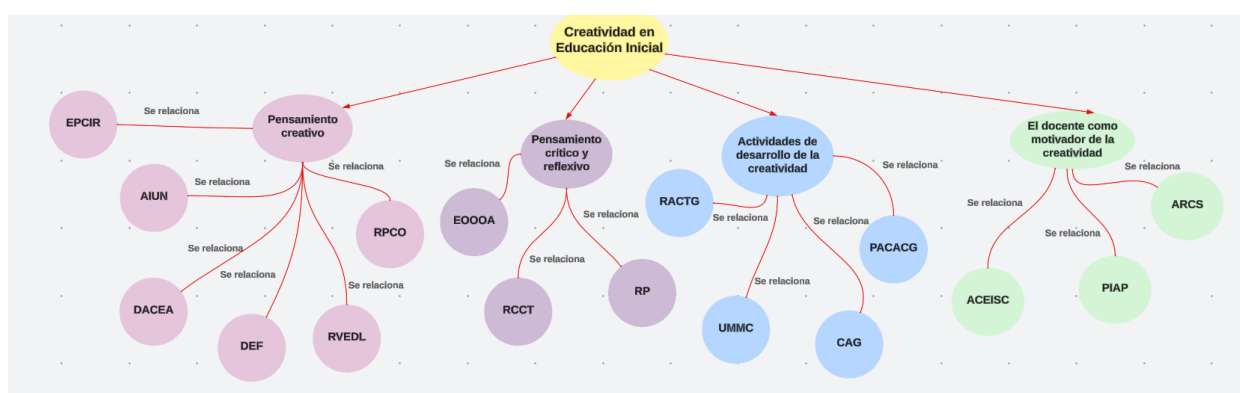 Creatividad en
Educación Inicial
EPCIR
Se relaciona
Pensamiento
creativo
Se relaciona
AIUN
Se relaciona
RPCO
Se relaciona
DACEA
Se relaciona
DEF
Se relaciona
RVEDL
Pensamiento
crítico y
reflexivo
Se relaciona
EOOOA
Se relaciona
RCCT
Se relaciona
RP
Actividades de
desarrollo de la
creatividad
Se relaciona
RACTG
Se relaciona
PACACG
Se relaciona
UMMC
Se relaciona
CAG
El docente como
motivador de la
creatividad
Se relaciona
ARCS
Se relaciona
ACEISC
Se relaciona
PIAP